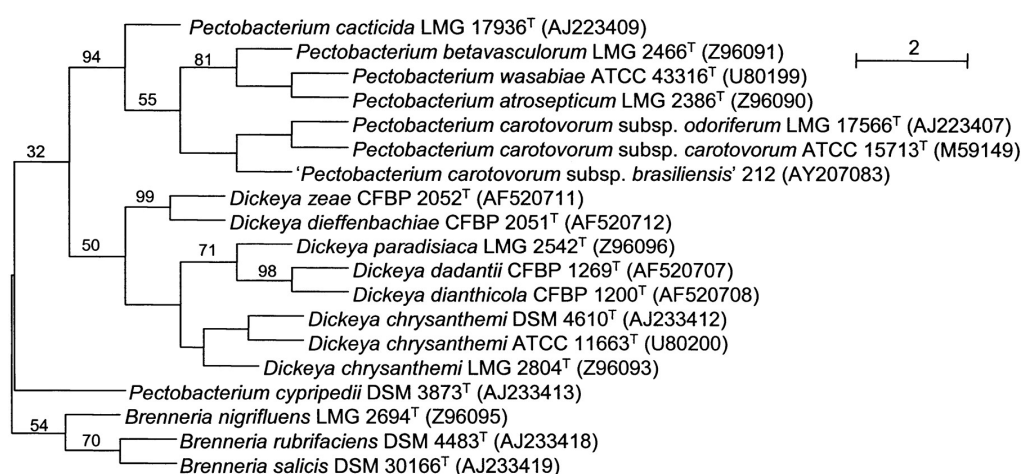 Pectobacterium cacticida LMG 17936ᵀ (AJ223409)
94
2
81
Pectobacterium betavasculorum LMG 2466ᵀ (Z96091)
Pectobacterium wasabiae ATCC 43316ᵀ (U80199)
55
Pectobacterium atrosepticum LMG 2386ᵀ (Z96090)
Pectobacterium carotovorum subsp. odoriferum LMG 17566ᵀ (AJ223407)
32
Pectobacterium carotovorum subsp. carotovorum ATCC 15713ᵀ (M59149)
‘Pectobacterium carotovorum subsp. brasiliensis’ 212 (AY207083)
99
Dickeya zeae CFBP 2052ᵀ (AF520711)
Dickeya dieffenbachiae CFBP 2051ᵀ (AF520712)
50
71
Dickeya paradisiaca LMG 2542ᵀ (Z96096)
98
Dickeya dadantii CFBP 1269ᵀ (AF520707)
Dickeya dianthicola CFBP 1200ᵀ (AF520708)
Dickeya chrysanthemi DSM 4610ᵀ (AJ233412)
Dickeya chrysanthemi ATCC 11663ᵀ (U80200)
Dickeya chrysanthemi LMG 2804ᵀ (Z96093)
Pectobacterium cypripedii DSM 3873ᵀ (AJ233413)
54
Brenneria nigrifluens LMG 2694ᵀ (Z96095)
70
Brenneria rubrifaciens DSM 4483ᵀ (AJ233418)
Brenneria salicis DSM 30166ᵀ (AJ233419)